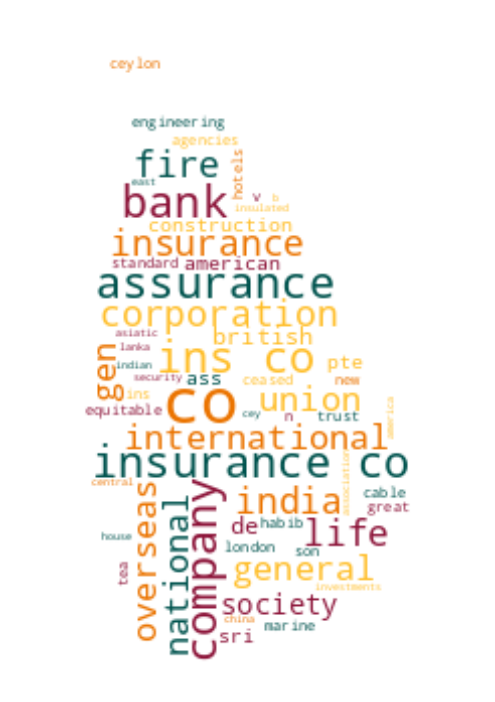 ceylon
engineering
agencies
fire
hotels
east
bank
v
b
insulated
construction
insurance
standard
american
assurance
corporation
asiatic
british
lanka
ins co
gen
indian
pte
security
ass
ceased
new
ins
co
union
equitable
cey
n
trust
america
international
insurance co
association
central
overseas
national
company
india
cable
great
de
habib
life
house
london
son
tea
general
investments
society
china
marine
sri